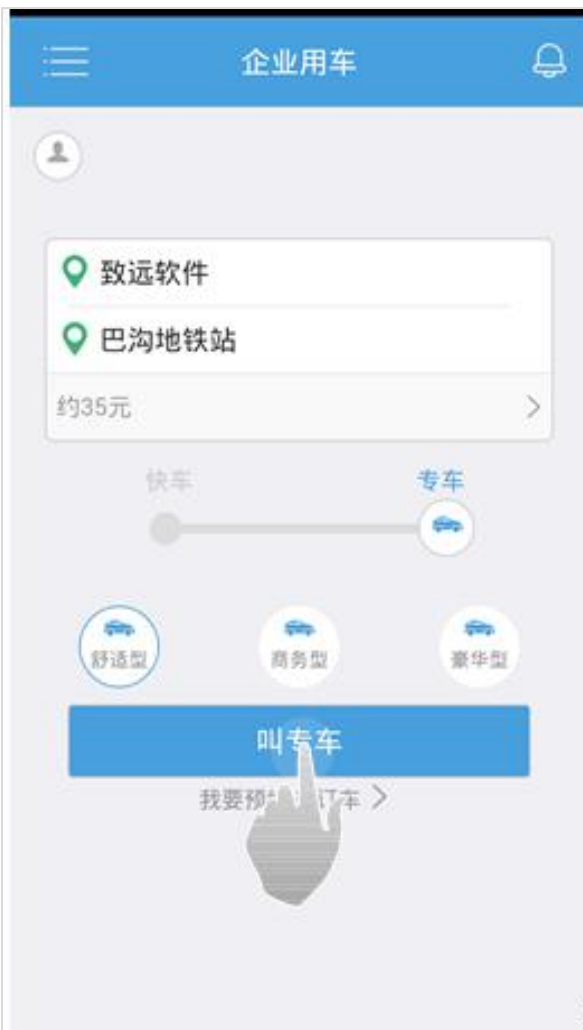 企业用车
致远软件
巴沟地铁站
约35元
快车 专车
舒适型 商务型 豪华型
叫专车
我要预 订车